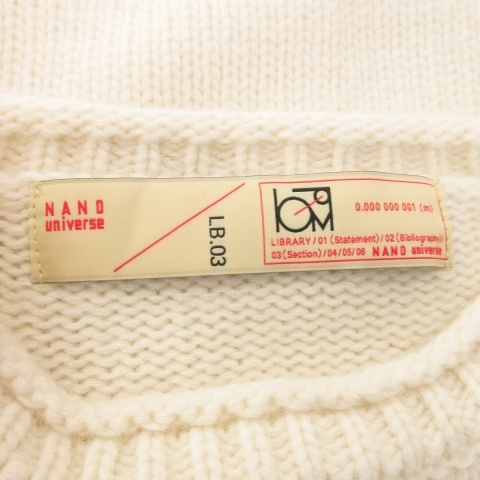 NANO
universe
LB.03
0.000 000 001 (m)
LIBRARY/01 (Statement)/02 (Bibliography)/
03 (Section)/04/05/06 NANO universe